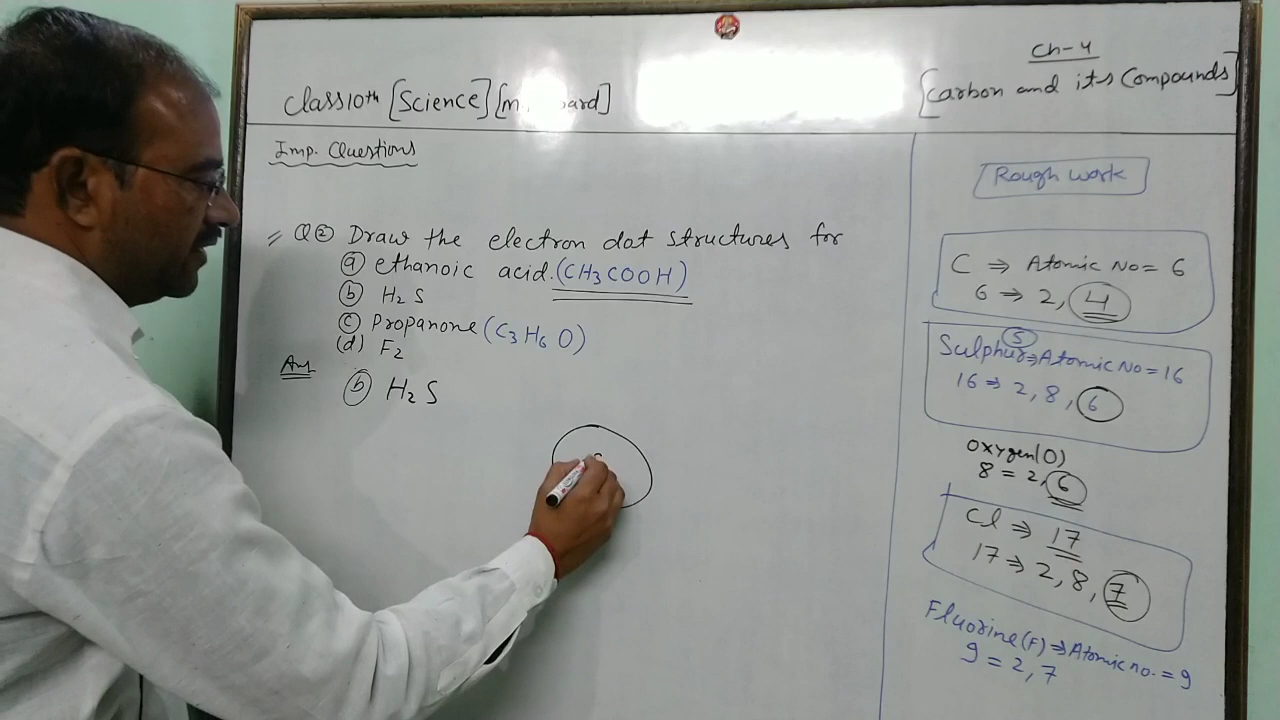 Class 10th [Science] [
Ch-4
[Carbon and its Compounds]
Imp. Questions
Q② Draw the electron dot structures for
ⓐ ethanoic acid. (CH3COOH)
ⓑ H2S
ⓒ Propanone (C3H6O)
(d) F2
Ans
ⓑ H2S
S
Rough work
C ⇒ Atomic No = 6
6 ⇒ 2, 4
S
Sulphur ⇒ Atomic No = 16
16 ⇒ 2, 8, 6
Oxygen(O)
8 = 2, 6
Cl ⇒ 17
17 ⇒ 2, 8, 7
Fluorine (F) ⇒ Atomic no. = 9
9 = 2, 7